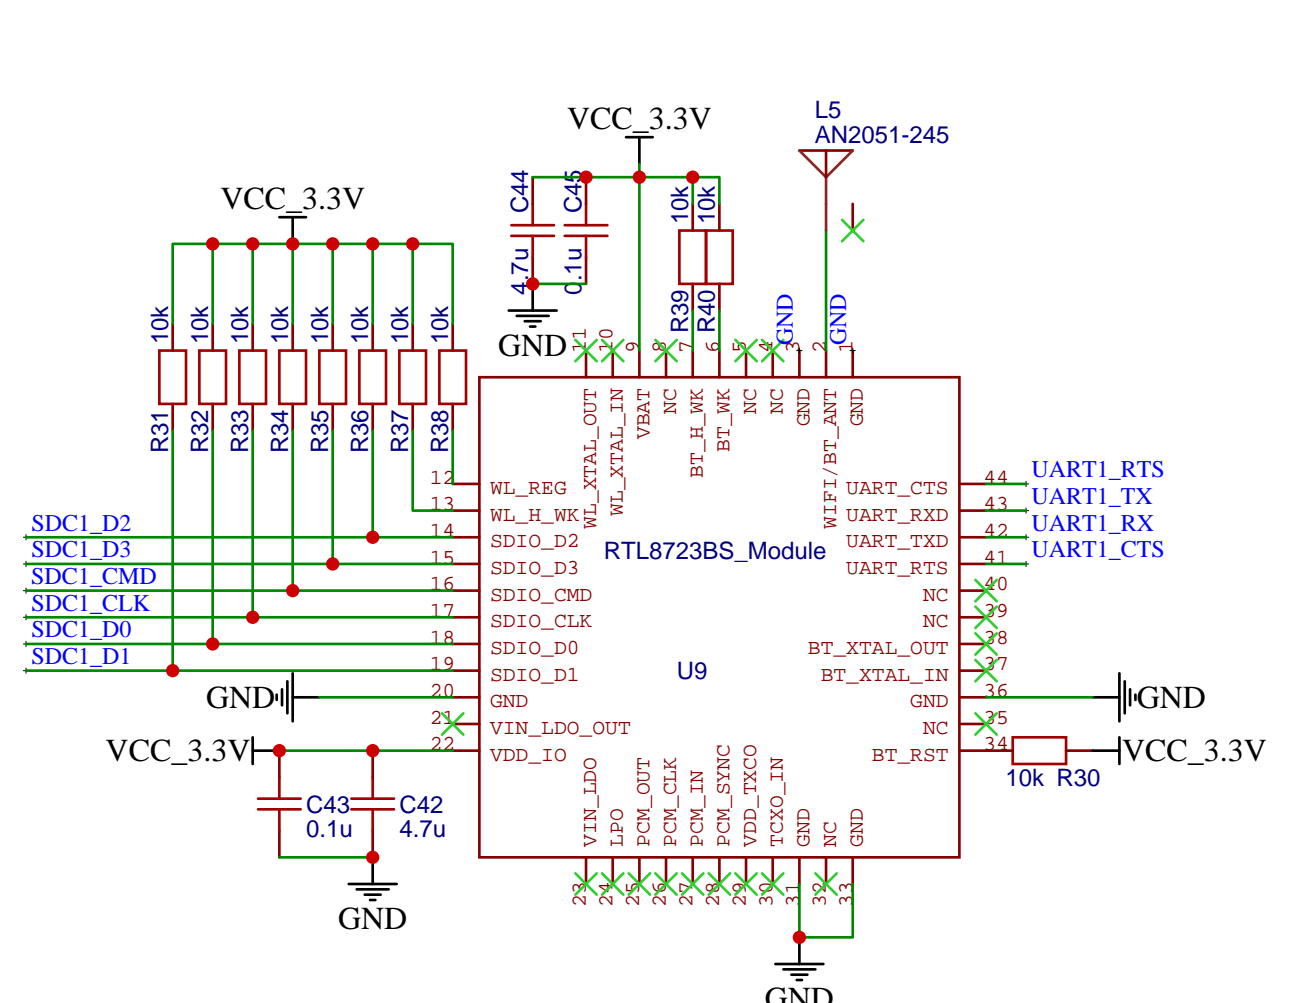 L5
AN2051-245
VCC_3.3V
VCC_3.3V
C44
4.7u
C45
0.1u
10k
R39
10k
R40
GND
GND
GND
10k
R31
10k
R32
10k
R33
10k
R34
10k
R35
10k
R36
10k
R37
10k
R38
11
10
9
8
7
6
5
4
3
2
1
WL_XTAL_OUT
WL_XTAL_IN
VBAT
NC
BT_H_WK
BT_WK
NC
NC
GND
WIFI/BT_ANT
GND
12 WL_REG
13 WL_H_WK
SDC1_D2 14 SDIO_D2
SDC1_D3 15 SDIO_D3
SDC1_CMD 16 SDIO_CMD
SDC1_CLK 17 SDIO_CLK
SDC1_D0 18 SDIO_D0
SDC1_D1 19 SDIO_D1
GND 20 GND
21 VIN_LDO_OUT
VCC_3.3V 22 VDD_IO
RTL8723BS_Module
U9
UART_CTS 44 UART1_RTS
UART_RXD 43 UART1_TX
UART_TXD 42 UART1_RX
UART_RTS 41 UART1_CTS
NC 40
NC 39
BT_XTAL_OUT 38
BT_XTAL_IN 37
GND 36 GND
NC 35
BT_RST 34 VCC_3.3V
10k R30
C43
0.1u
C42
4.7u
GND
VIN_LDO
LPO
PCM_OUT
PCM_CLK
PCM_IN
PCM_SYNC
VDD_TXCO
TCXO_IN
GND
NC
GND
23
24
25
26
27
28
29
30
31
32
33
GND